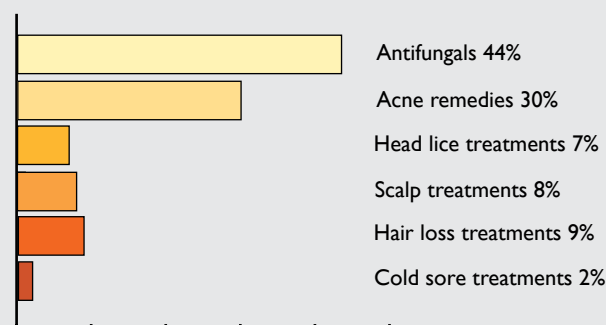 Antifungals 44%
Acne remedies 30%
Head lice treatments 7%
Scalp treatments 8%
Hair loss treatments 9%
Cold sore treatments 2%